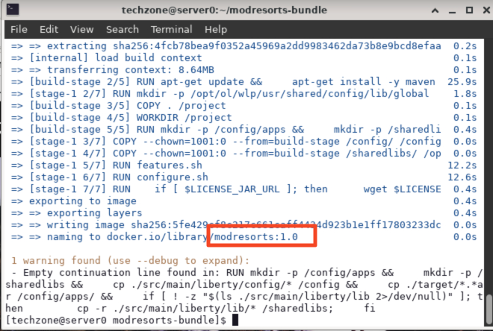 techzone@server0:~/modresorts-bundle
File Edit View Search Terminal Help
=> => extracting sha256:4fcb78bea9f0352a45969a2dd9983462da73b8e9bcd8efaa 0.2s
=> [internal] load build context 0.1s
=> => transferring context: 8.64MB 0.1s
=> [build-stage 2/5] RUN apt-get update && apt-get install -y maven 25.9s
=> [stage-1 2/7] RUN mkdir -p /opt/ol/wlp/usr/shared/config/lib/global 1.8s
=> [build-stage 3/5] COPY . /project 0.1s
=> [build-stage 4/5] WORKDIR /project 0.1s
=> [build-stage 5/5] RUN mkdir -p /config/apps && mkdir -p /sharedli 0.4s
=> [stage-1 3/7] COPY --chown=1001:0 --from=build-stage /config/ /config 0.0s
=> [stage-1 4/7] COPY --chown=1001:0 --from=build-stage /sharedlibs/ /op 0.0s
=> [stage-1 5/7] RUN features.sh 12.2s
=> [stage-1 6/7] RUN configure.sh 12.6s
=> [stage-1 7/7] RUN if [ $LICENSE_JAR_URL ]; then wget $LICENSE 0.4s
=> exporting to image 0.4s
=> => exporting layers 0.4s
=> => writing image 0.0s
=> => naming to docker.io/library/modresorts:1.0 0.0s
1 warning found (use --debug to expand):
- Empty continuation line found in: RUN mkdir -p /config/apps && mkdir -p /
sharedlibs && cp ./src/main/liberty/config/* /config && cp ./target/*.*a
r /config/apps/ && if [ ! -z "$(ls ./src/main/liberty/lib 2>/dev/null)" ]; t
hen cp -r ./src/main/liberty/lib/* /sharedlibs; fi
[techzone@server0 modresorts-bundle]$